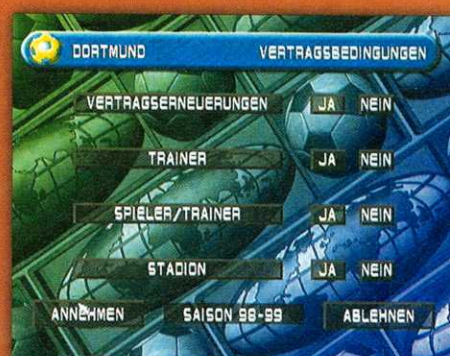 DORTMUND VERTRAGSBEDINGUNGEN
VERTRAGSERNEUERUNGEN JA NEIN
TRAINER JA NEIN
SPIELER/TRAINER JA NEIN
STADION JA NEIN
ANNEHMEN SAISON 98-99 ABLEHNEN